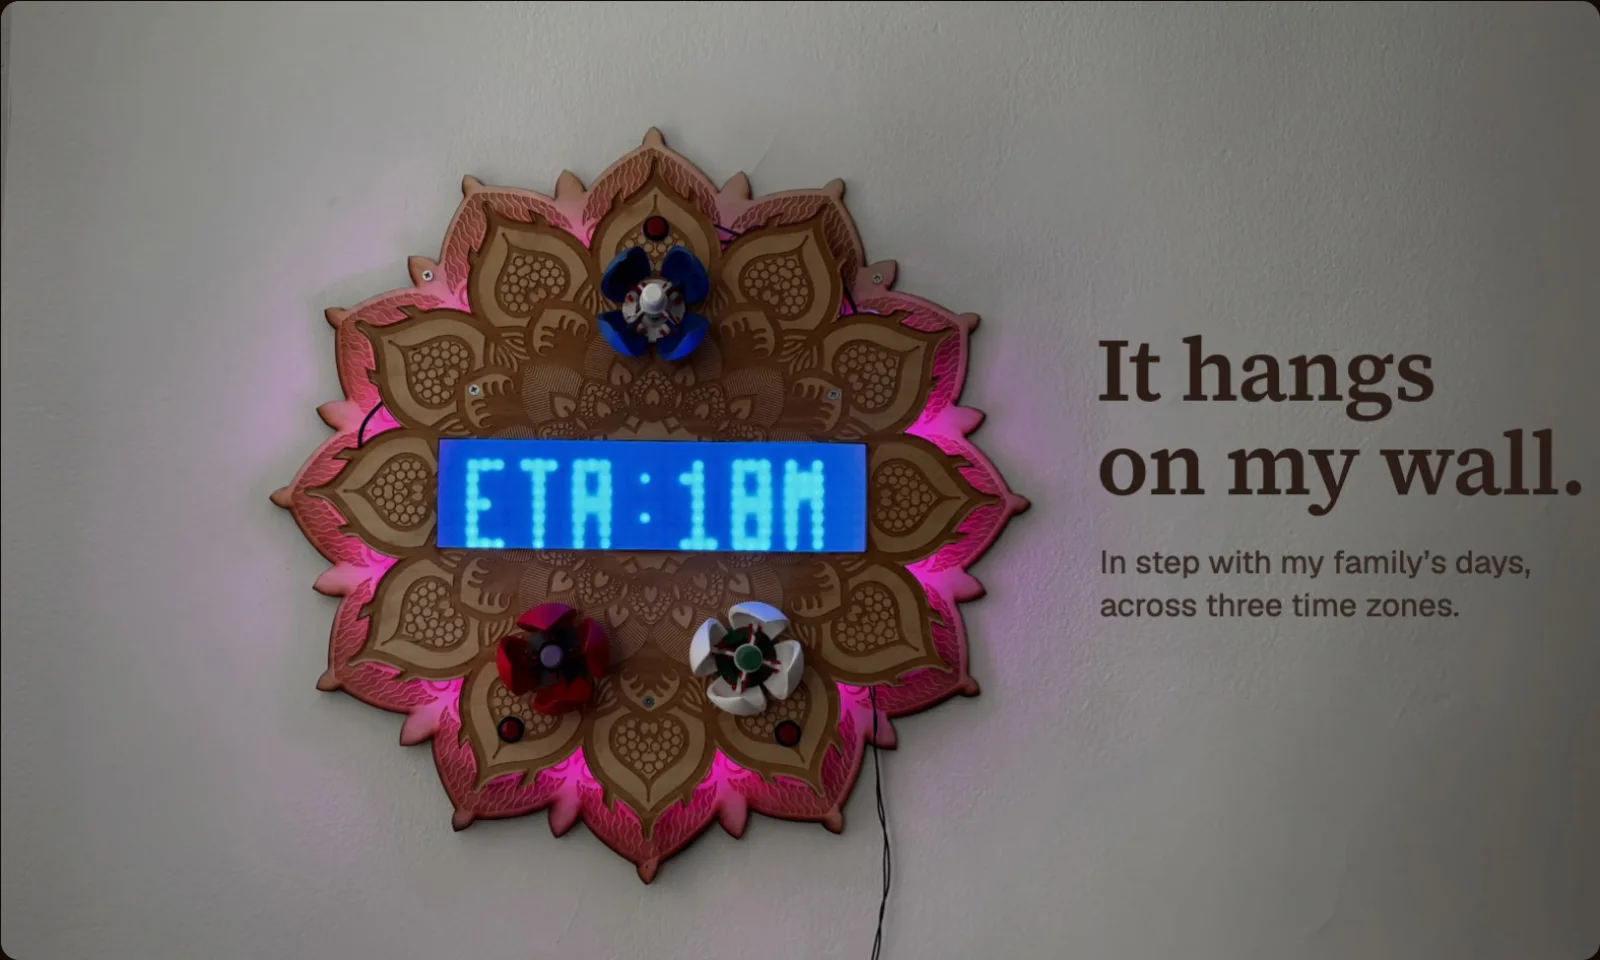 ETA:18M
It hangs
on my wall.
In step with my family’s days,
across three time zones.